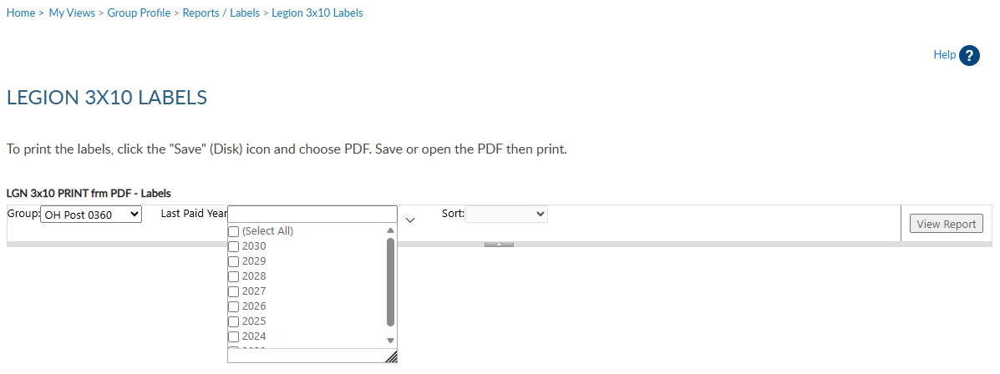 Home > My Views > Group Profile > Reports / Labels > Legion 3x10 Labels
Help ?
LEGION 3X10 LABELS
To print the labels, click the "Save" (Disk) icon and choose PDF. Save or open the PDF then print.
LGN 3x10 PRINT frm PDF - Labels
Group: OH Post 0360 Last Paid Year Sort: View Report
(Select All)
2030
2029
2028
2027
2026
2025
2024